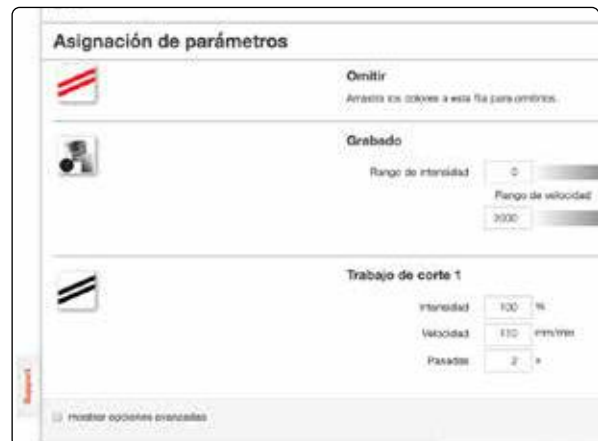 Asignación de parámetros
Omitir
Arrastra los colores a esta fila para omitirlos.
Grabado
Rango de intensidad 0
Rango de velocidad
2000
Trabajo de corte 1
Intensidad 100 %
Velocidad 110 mm/min
Pasadas 2 x
Support
mostrar opciones avanzadas